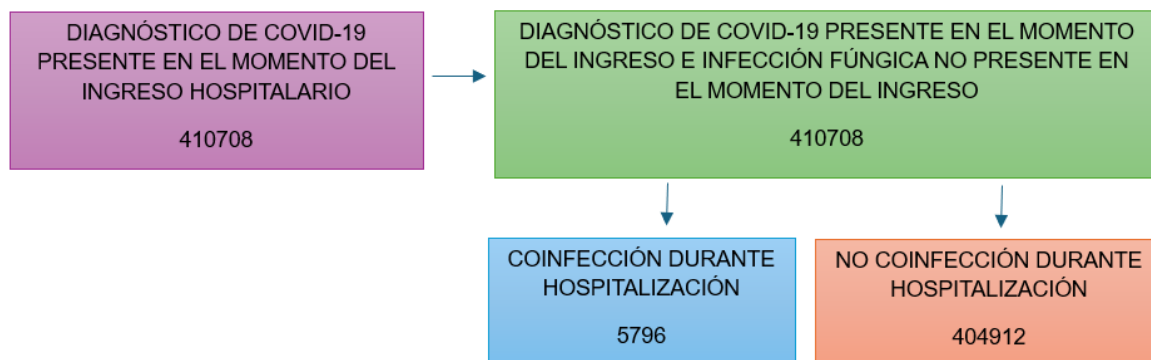 DIAGNÓSTICO DE COVID-19
PRESENTE EN EL MOMENTO DEL
INGRESO HOSPITALARIO
410708
DIAGNÓSTICO DE COVID-19 PRESENTE EN EL MOMENTO
DEL INGRESO E INFECCIÓN FÚNGICA NO PRESENTE EN
EL MOMENTO DEL INGRESO
410708
COINFECCIÓN DURANTE
HOSPITALIZACIÓN
5796
NO COINFECCIÓN DURANTE
HOSPITALIZACIÓN
404912